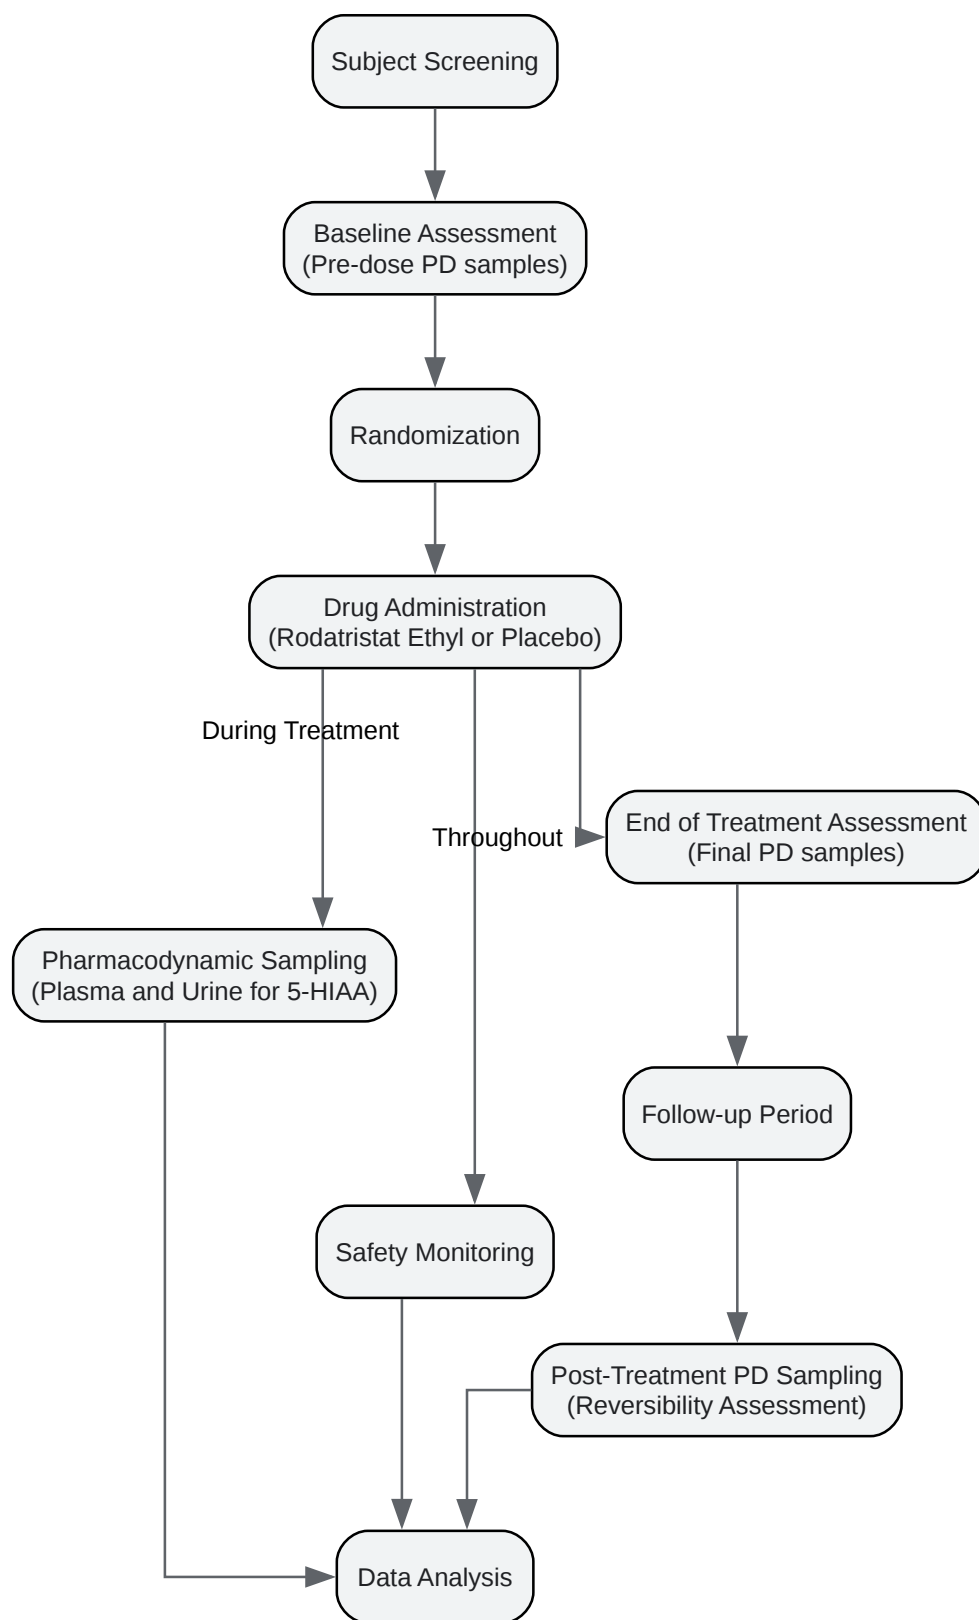 Subject Screening
Baseline Assessment
(Pre-dose PD samples)
Randomization
Drug Administration
(Rodatristat Ethyl or Placebo)
During Treatment
Throughout
End of Treatment Assessment
(Final PD samples)
Pharmacodynamic Sampling
(Plasma and Urine for 5-HIAA)
Follow-up Period
Safety Monitoring
Post-Treatment PD Sampling
(Reversibility Assessment)
Data Analysis